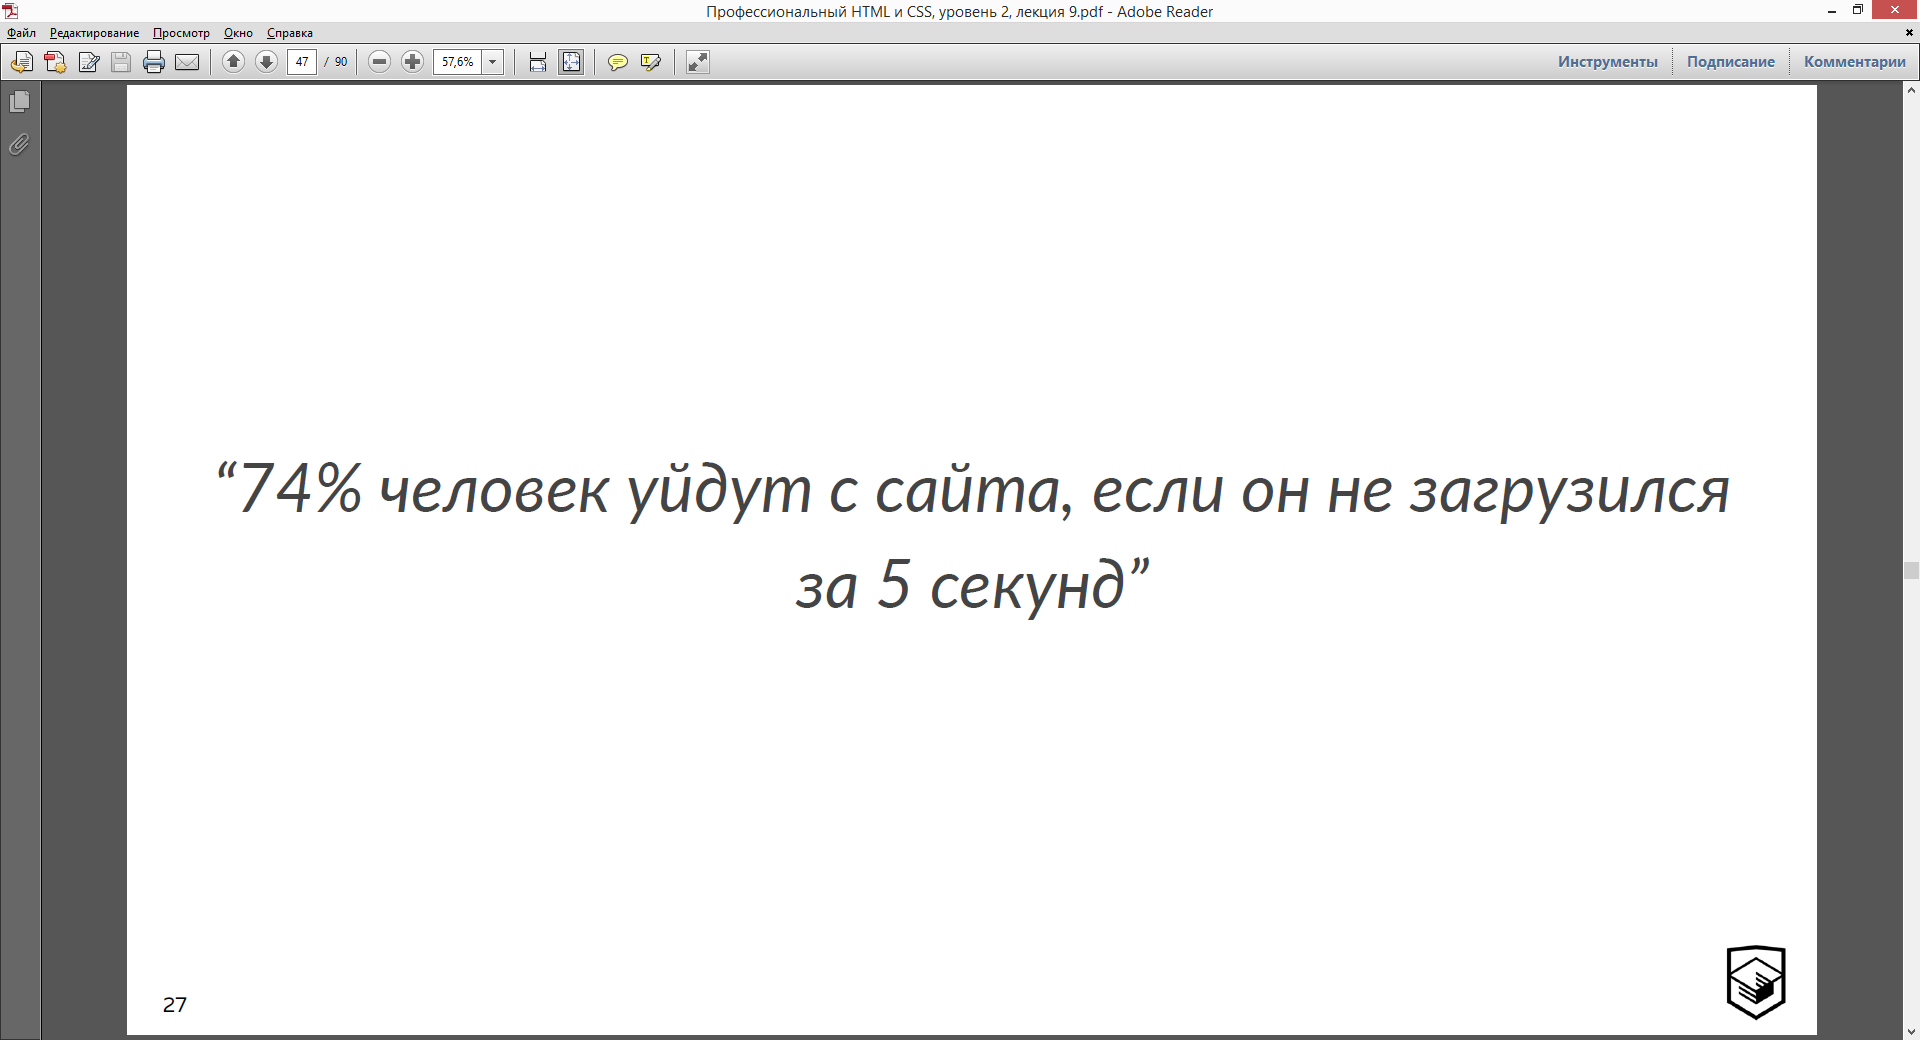 Профессиональный HTML и CSS, уровень 2, лекция 9.pdf - Adobe Reader
Файл Редактирование Просмотр Окно Справка
47 / 90 57,6% Инструменты Подписание Комментарии
“74% человек уйдут с сайта, если он не загрузился
за 5 секунд”
27